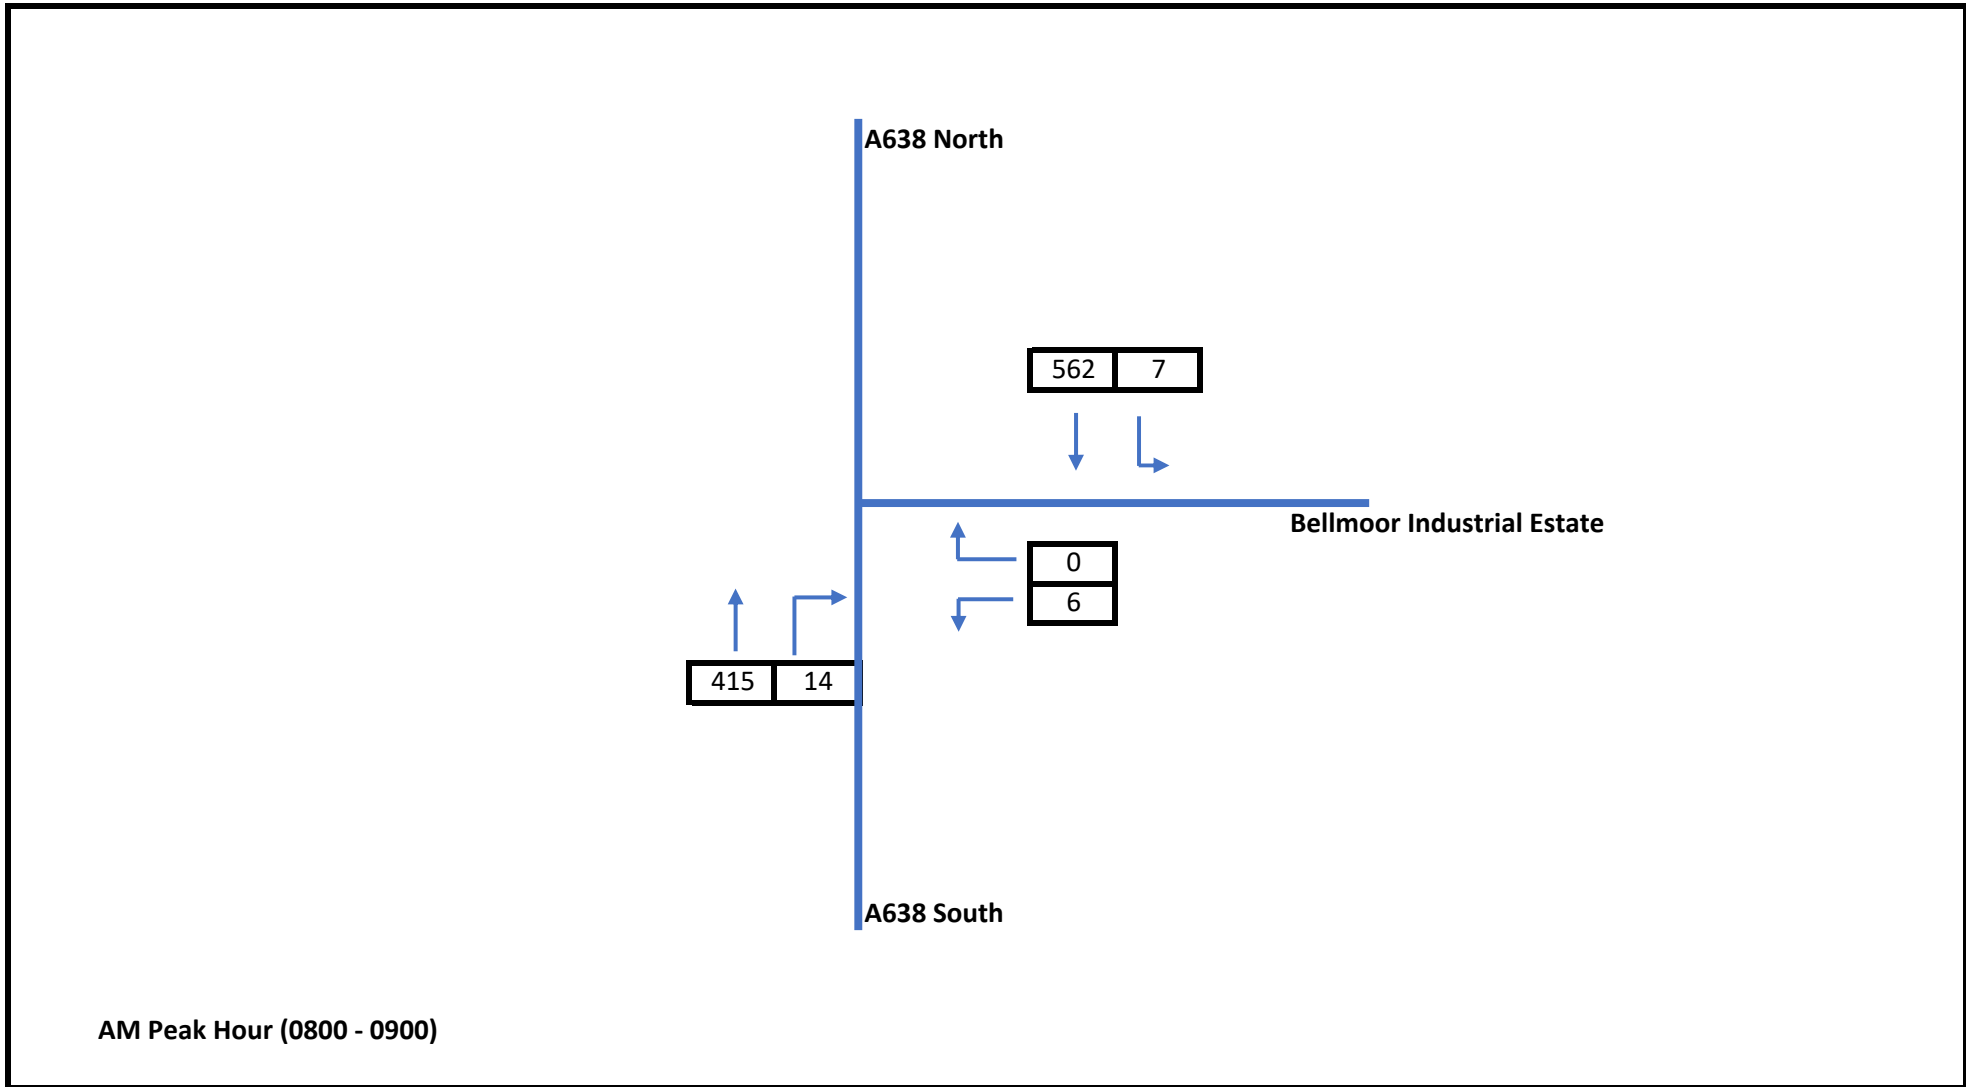 A638 North
562 7
Bellmoor Industrial Estate
0
6
415 14
A638 South
AM Peak Hour (0800 - 0900)